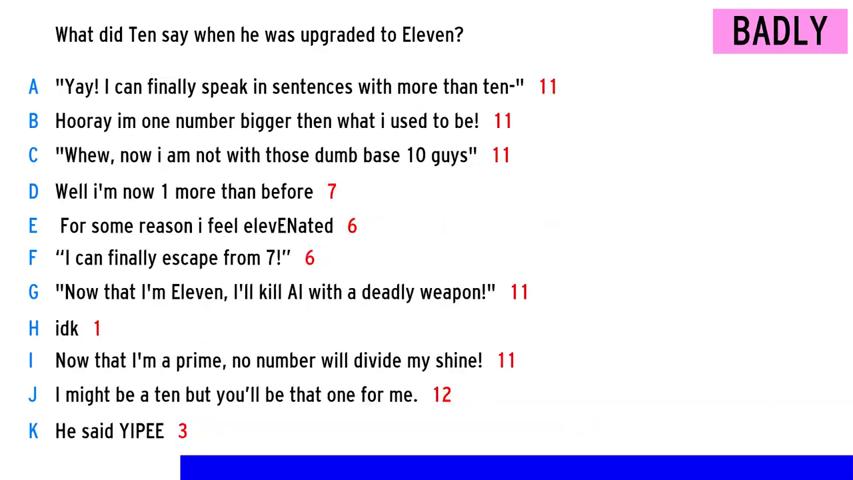 What did Ten say when he was upgraded to Eleven?
BADLY
A "Yay! I can finally speak in sentences with more than ten-" 11
B Hooray im one number bigger then what i used to be! 11
C "Whew, now i am not with those dumb base 10 guys" 11
D Well i'm now 1 more than before 7
E For some reason i feel elevENated 6
F “I can finally escape from 7!” 6
G "Now that I'm Eleven, I'll kill AI with a deadly weapon!" 11
H idk 1
I Now that I'm a prime, no number will divide my shine! 11
J I might be a ten but you’ll be that one for me. 12
K He said YIPEE 3